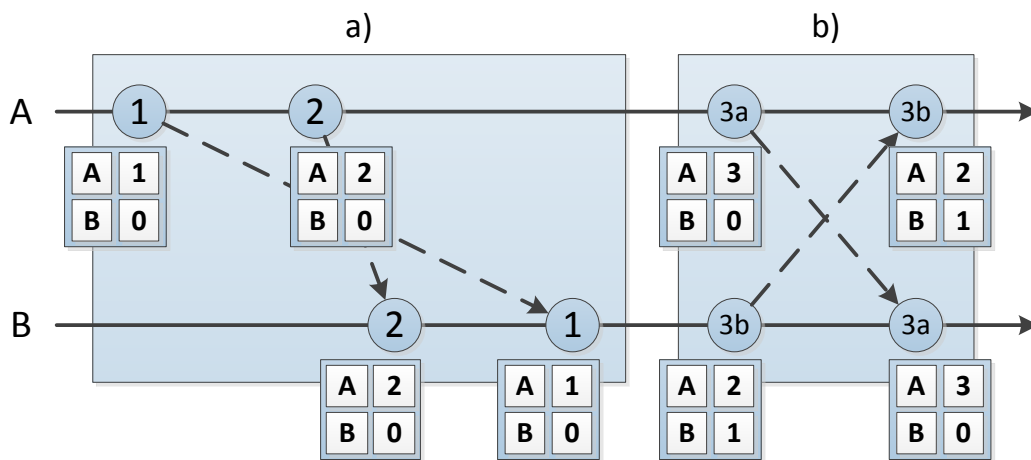 a) b)
A 1 2 3a 3b
A 1 A 2 A 3 A 2
B 0 B 0 B 0 B 1
B 2 1 3b 3a
A 2 A 1 A 2 A 3
B 0 B 0 B 1 B 0